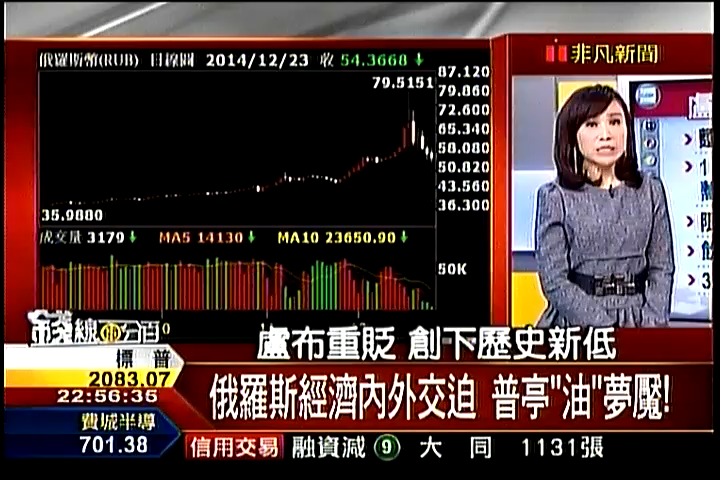 俄羅斯幣(RUB) 日線圖 2014/12/23 收 54.3668↓
非凡新聞
87.120
79.5151
79.860
72.600
65.340
58.080
50.820
43.560
35.9880
36.300
成交量 3179↓ MA5 14130↓ MA10 23650.90↓
50K
錢線百分百
盧布重貶 創下歷史新低
標普
2083.07
俄羅斯經濟內外交迫 普亭"油"夢魘!
22:56:35
費城半導
701.38
信用交易 融資減 9 大同 1131張